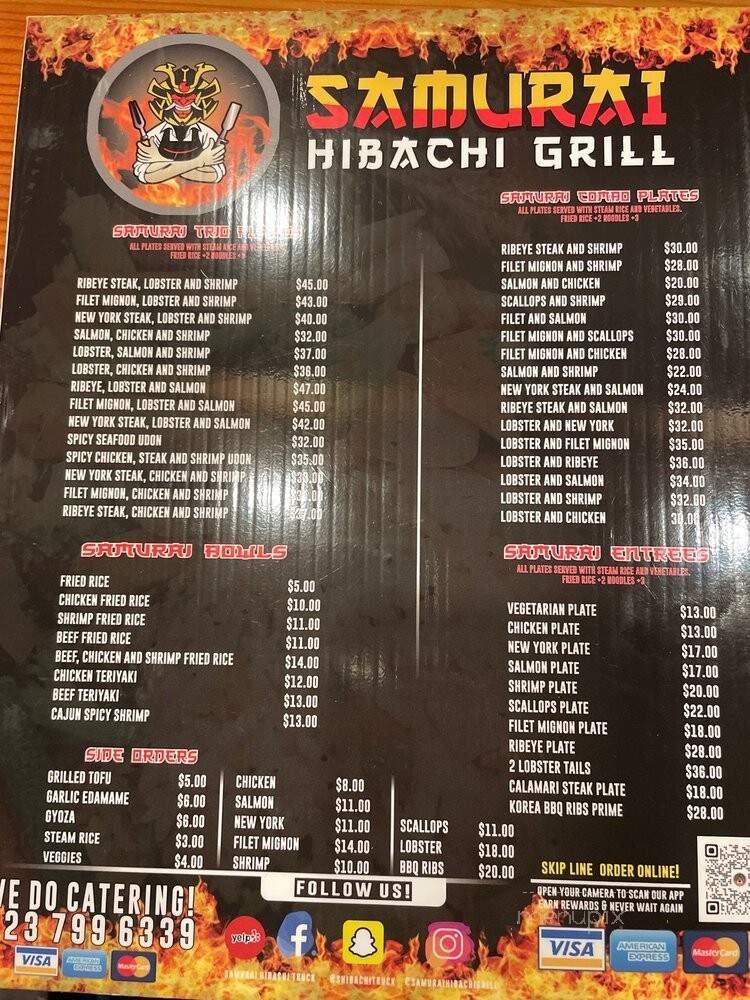 SAMURAI
HIBACHI GRILL
SAMURAI TRIO
ALL PLATES SERVED WITH STEAM RICE AND
FRIED RICE +2 NOODLES
RIBEYE STEAK, LOBSTER AND SHRIMP $45.00
FILET MIGNON, LOBSTER AND SHRIMP $43.00
NEW YORK STEAK, LOBSTER AND SHRIMP $40.00
SALMON, CHICKEN AND SHRIMP $32.00
LOBSTER, SALMON AND SHRIMP $37.00
LOBSTER, CHICKEN AND SHRIMP $36.00
RIBEYE, LOBSTER AND SALMON $47.00
FILET MIGNON, LOBSTER AND SALMON $45.00
NEW YORK STEAK, LOBSTER AND SALMON $42.00
SPICY SEAFOOD UDON $32.00
SPICY CHICKEN, STEAK AND SHRIMP UDON $35.00
NEW YORK STEAK, CHICKEN AND SHRIMP
FILET MIGNON, CHICKEN AND SHRIMP
RIBEYE STEAK, CHICKEN AND SHRIMP $37.00
SAMURAI COMBO PLATES
ALL PLATES SERVED WITH STEAM RICE AND VEGETABLES.
FRIED RICE +2 NOODLES +3
RIBEYE STEAK AND SHRIMP $30.00
FILET MIGNON AND SHRIMP $28.00
SALMON AND CHICKEN $20.00
SCALLOPS AND SHRIMP $29.00
FILET AND SALMON $30.00
FILET MIGNON AND SCALLOPS $30.00
FILET MIGNON AND CHICKEN $28.00
SALMON AND SHRIMP $22.00
NEW YORK STEAK AND SALMON $24.00
RIBEYE STEAK AND SALMON $32.00
LOBSTER AND NEW YORK $32.00
LOBSTER AND FILET MIGNON $35.00
LOBSTER AND RIBEYE $36.00
LOBSTER AND SALMON $34.00
LOBSTER AND SHRIMP $32.00
LOBSTER AND CHICKEN 30.00
SAMURAI BOWLS
FRIED RICE $5.00
CHICKEN FRIED RICE $10.00
SHRIMP FRIED RICE $11.00
BEEF FRIED RICE $11.00
BEEF, CHICKEN AND SHRIMP FRIED RICE $14.00
CHICKEN TERIYAKI $12.00
BEEF TERIYAKI $13.00
CAJUN SPICY SHRIMP $13.00
SAMURAI ENTREES
ALL PLATES SERVED WITH STEAM RICE AND VEHETABLES.
FRIED RICE +2 NOODLES +3
VEGETARIAN PLATE $13.00
CHICKEN PLATE $13.00
NEW YORK PLATE $17.00
SALMON PLATE $17.00
SHRIMP PLATE $20.00
SCALLOPS PLATE $22.00
FILET MIGNON PLATE $18.00
RIBEYE PLATE $28.00
2 LOBSTER TAILS $36.00
CALAMARI STEAK PLATE $18.00
KOREA BBQ RIBS PRIME $28.00
SIDE ORDERS
GRILLED TOFU $5.00
GARLIC EDAMAME $6.00
GYOZA $6.00
STEAM RICE $3.00
VEGGIES $4.00
CHICKEN $8.00
SALMON $11.00
NEW YORK $11.00
FILET MIGNON $14.00
SHRIMP $10.00
SCALLOPS $11.00
LOBSTER $18.00
BBQ RIBS $20.00
SKIP LINE ORDER ONLINE!
OPEN YOUR CAMERA TO SCAN OUR APP
EARN REWARDS & NEVER WAIT AGAIN
menupix
WE DO CATERING!
23 799 6339
FOLLOW US!
yelp
SAMURAI HIBACHI TRUCK @SHIBACHITRUCK @SAMURAIHIBACHIGRILL
VISA AMERICAN EXPRESS MasterCard
VISA AMERICAN EXPRESS MasterCard